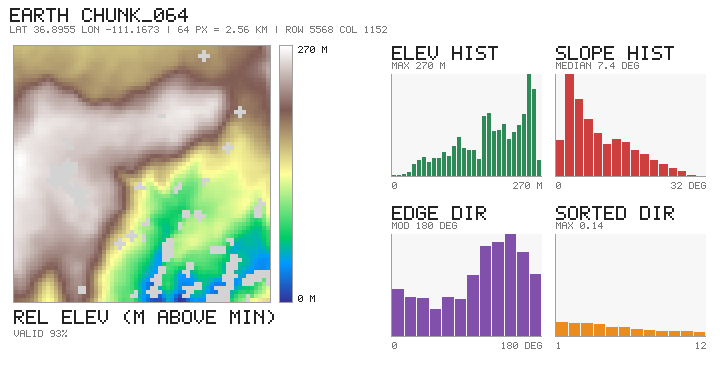 EARTH CHUNK_064
LAT 36.8955 LON -111.1673 | 64 PX = 2.56 KM | ROW 5568 COL 1152
270 M
0 M
REL ELEV (M ABOVE MIN)
VALID 93%
ELEV HIST
MAX 270 M
0 270 M
SLOPE HIST
MEDIAN 7.4 DEG
0 32 DEG
EDGE DIR
MOD 180 DEG
0 180 DEG
SORTED DIR
MAX 0.14
1 12